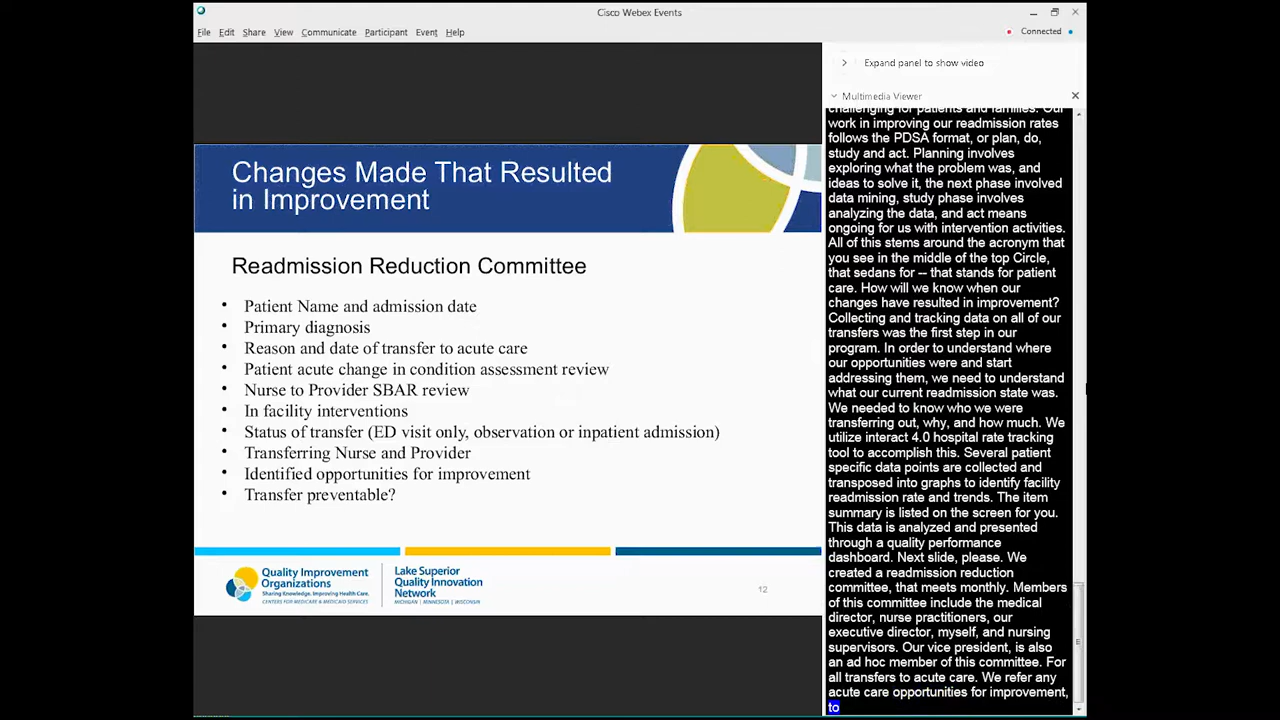 Cisco Webex Events
File Edit Share View Communicate Participant Event Help
Connected
Expand panel to show video
Multimedia Viewer
Changes Made That Resulted
in Improvement
Readmission Reduction Committee
• Patient Name and admission date
• Primary diagnosis
• Reason and date of transfer to acute care
• Patient acute change in condition assessment review
• Nurse to Provider SBAR review
• In facility interventions
• Status of transfer (ED visit only, observation or inpatient admission)
• Transferring Nurse and Provider
• Identified opportunities for improvement
• Transfer preventable?
Quality Improvement
Organizations
Sharing Knowledge. Improving Health Care.
CENTERS FOR MEDICARE & MEDICAID SERVICES
Lake Superior
Quality Innovation
Network
MICHIGAN | MINNESOTA | WISCONSIN
12
challenging for patients and families. Our
work in improving our readmission rates
follows the PDSA format, or plan, do,
study and act. Planning involves
exploring what the problem was, and
ideas to solve it, the next phase involved
data mining, study phase involves
analyzing the data, and act means
ongoing for us with intervention activities.
All of this stems around the acronym that
you see in the middle of the top Circle,
that sedans for -- that stands for patient
care. How will we know when our
changes have resulted in improvement?
Collecting and tracking data on all of our
transfers was the first step in our
program. In order to understand where
our opportunities were and start
addressing them, we need to understand
what our current readmission state was.
We needed to know who we were
transferring out, why, and how much. We
utilize interact 4.0 hospital rate tracking
tool to accomplish this. Several patient
specific data points are collected and
transposed into graphs to identify facility
readmission rate and trends. The item
summary is listed on the screen for you.
This data is analyzed and presented
through a quality performance
dashboard. Next slide, please. We
created a readmission reduction
committee, that meets monthly. Members
of this committee include the medical
director, nurse practitioners, our
executive director, myself, and nursing
supervisors. Our vice president, is also
an ad hoc member of this committee. For
all transfers to acute care. We refer any
acute care opportunities for improvement,
to